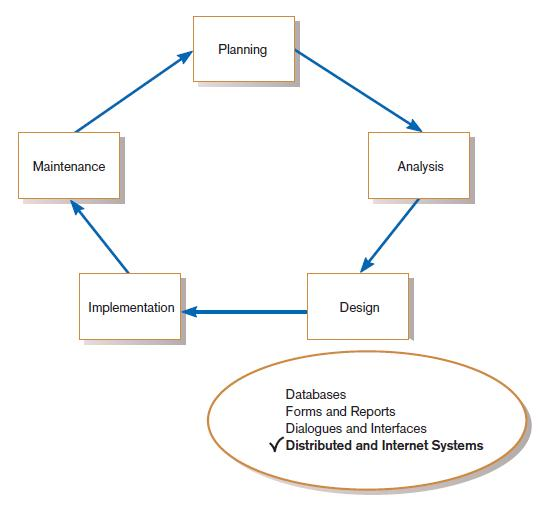 Planning
Maintenance
Analysis
Implementation
Design
Databases
Forms and Reports
Dialogues and Interfaces
✓ Distributed and Internet Systems